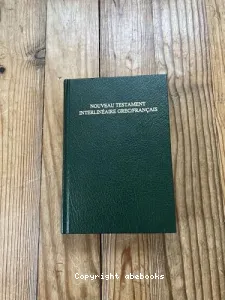 NOUVEAU TESTAMENT
INTERLINÉAIRE GREC/FRANÇAIS
Copyright abebooks